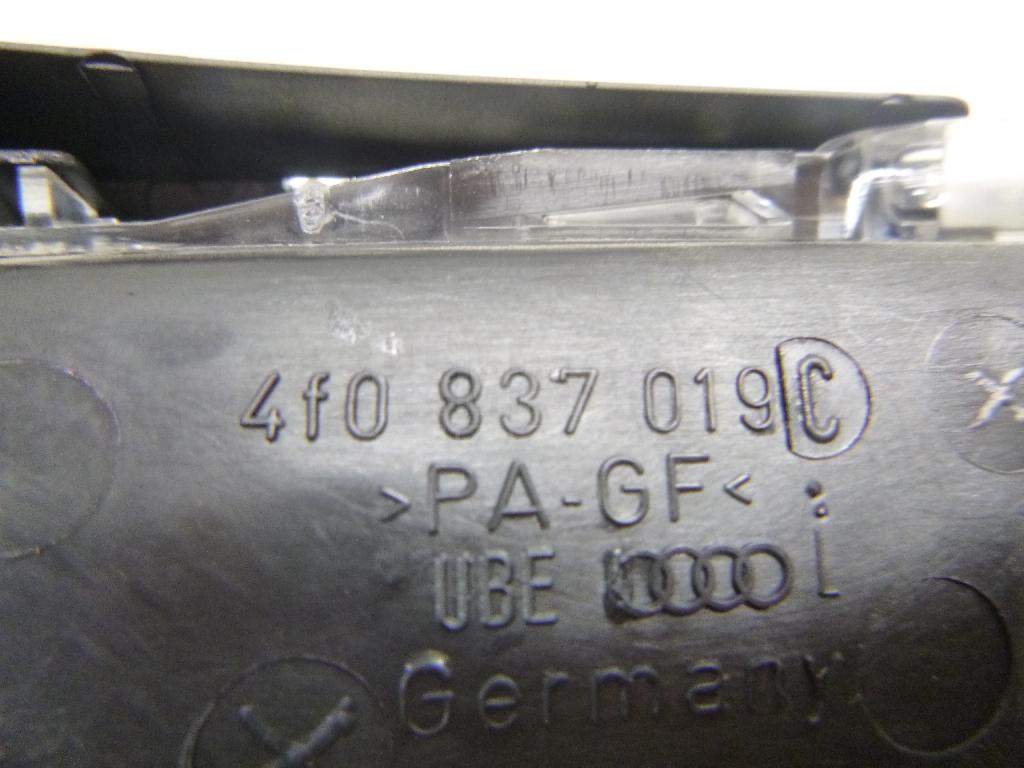 4f0 837 019 C
>PA-GF<
UBE
Germany